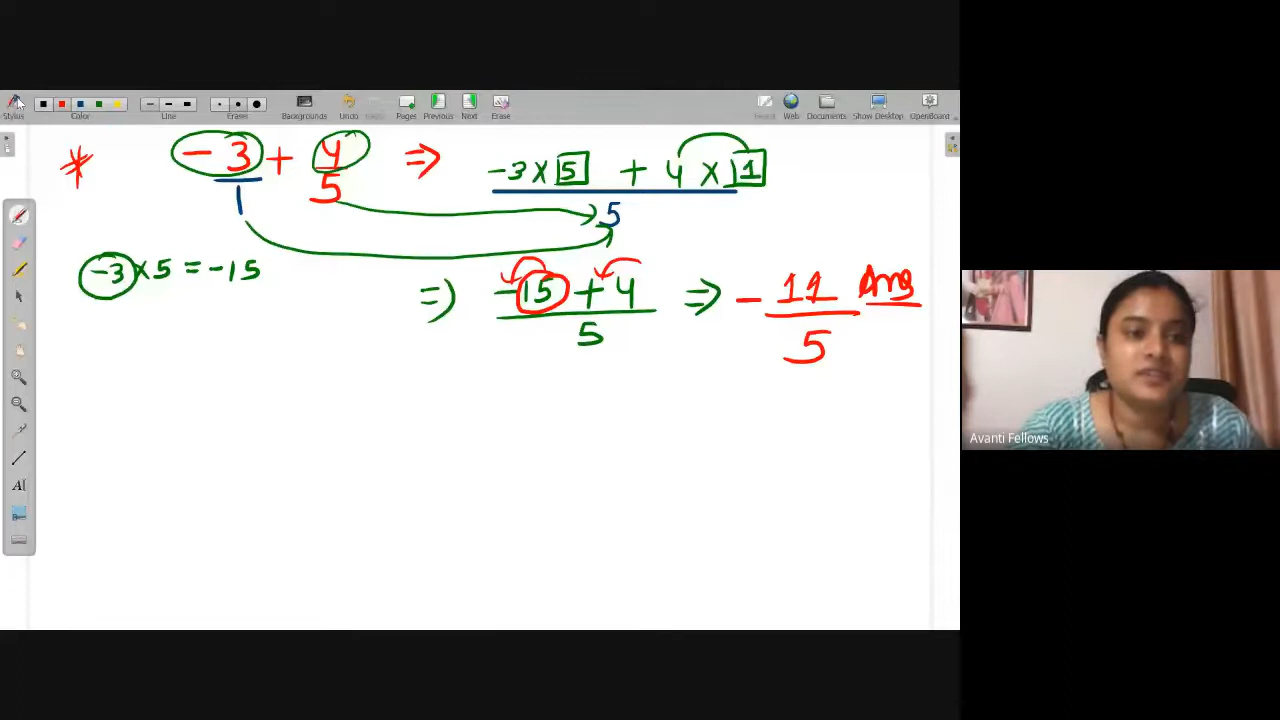 Stylus Color Line Eraser Backgrounds Undo Pages Previous Next Erase Web Documents Show Desktop OpenBoard
* -3/1 + 4/5 ⇒ -3 × 5 + 4 × 1 / 5
-3 × 5 = -15
⇒ -15 + 4 / 5 ⇒ -11/5 Ans
Avanti Fellows